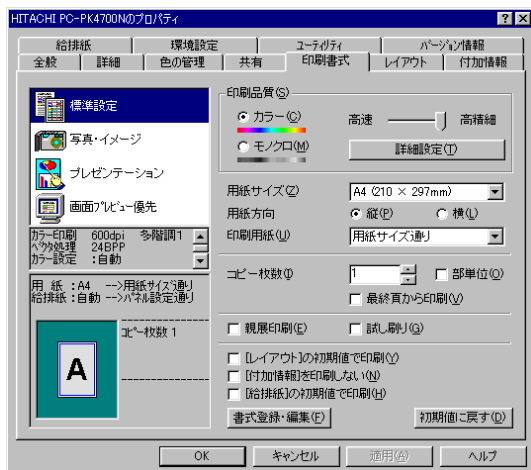 HITACHI PC-PK4700Nのプロパティ
給排紙 環境設定 ユーティリティ バージョン情報
全般 詳細 色の管理 共有 印刷書式 レイアウト 付加情報
標準設定
写真・イメージ
プレゼンテーション
画面プレビュー優先
カラー印刷 600dpi 多階調1
ベクタ処理 24BPP
カラー設定 :自動
用 紙 :A4 -->用紙サイズ通り
給排紙:自動 -->パネル設定通り
コピー枚数 1
A
印刷品質(S)
カラー(C)
モノクロ(M)
高速 高精細
詳細設定(T)
用紙サイズ(Z) A4 (210 × 297mm)
用紙方向 縦(P) 横(L)
印刷用紙(U) 用紙サイズ通り
コピー枚数(I) 1 部単位(O)
最終頁から印刷(V)
親展印刷(E) 試し刷り(G)
[レイアウト]の初期値で印刷(Y)
[付加情報]を印刷しない(N)
[給排紙]の初期値で印刷(H)
書式登録・編集(F) 初期値に戻す(D)
OK キャンセル 適用(A) ヘルプ